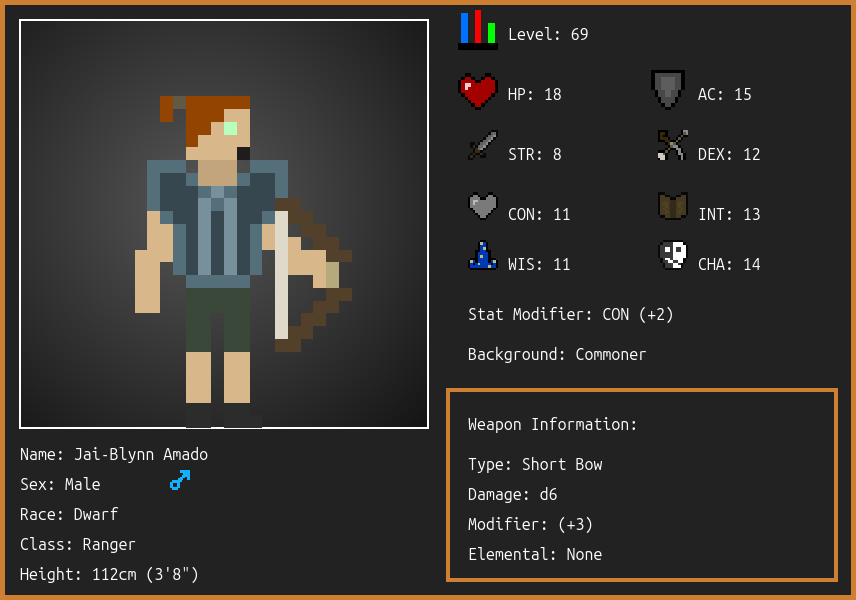 Level: 69
HP: 18
AC: 15
STR: 8
DEX: 12
CON: 11
INT: 13
WIS: 11
CHA: 14
Stat Modifier: CON (+2)
Background: Commoner
Weapon Information:
Type: Short Bow
Damage: d6
Modifier: (+3)
Elemental: None
Name: Jai-Blynn Amado
Sex: Male
Race: Dwarf
Class: Ranger
Height: 112cm (3'8")